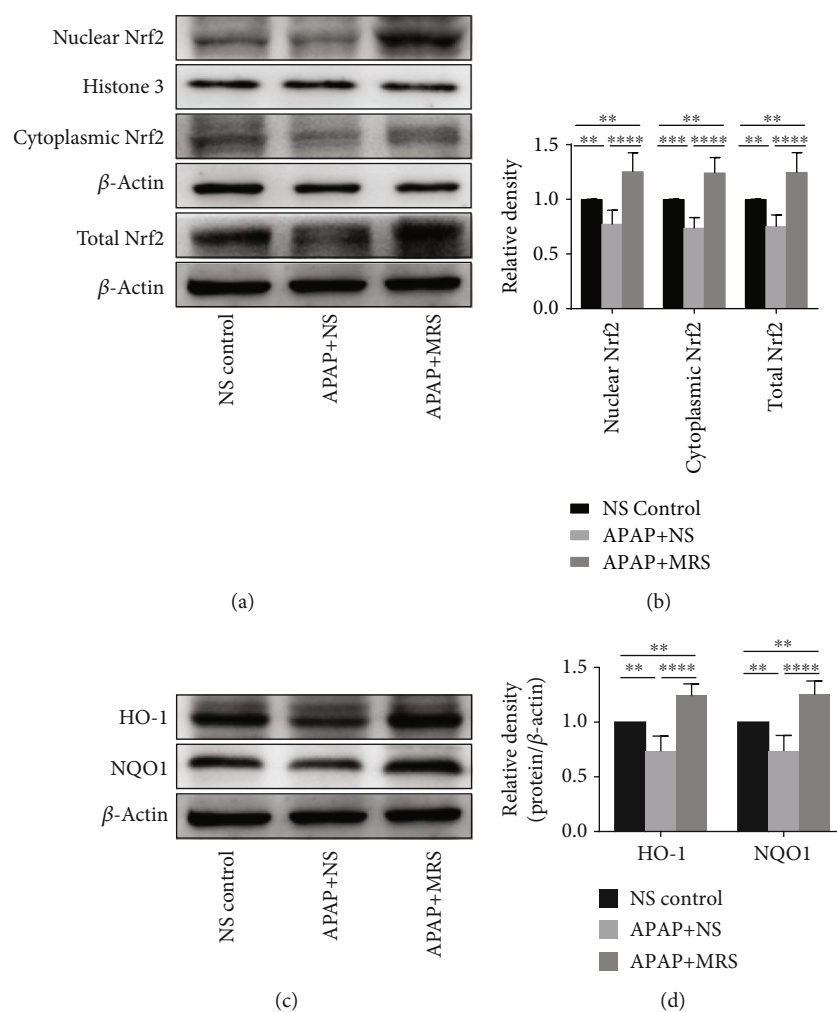 Nuclear Nrf2
Histone 3
Cytoplasmic Nrf2
β-Actin
Total Nrf2
β-Actin
NS control
APAP+NS
APAP+MRS
(a)
** ** **
** **** *** **** ** ****
Relative density
1.5
1.0
0.5
0.0
Nuclear Nrf2
Cytoplasmic Nrf2
Total Nrf2
NS Control
APAP+NS
APAP+MRS
(b)
HO-1
NQO1
β-Actin
NS control
APAP+NS
APAP+MRS
(c)
** **
** **** ** ****
Relative density
(protein/β-actin)
1.5
1.0
0.5
0.0
HO-1 NQO1
NS control
APAP+NS
APAP+MRS
(d)